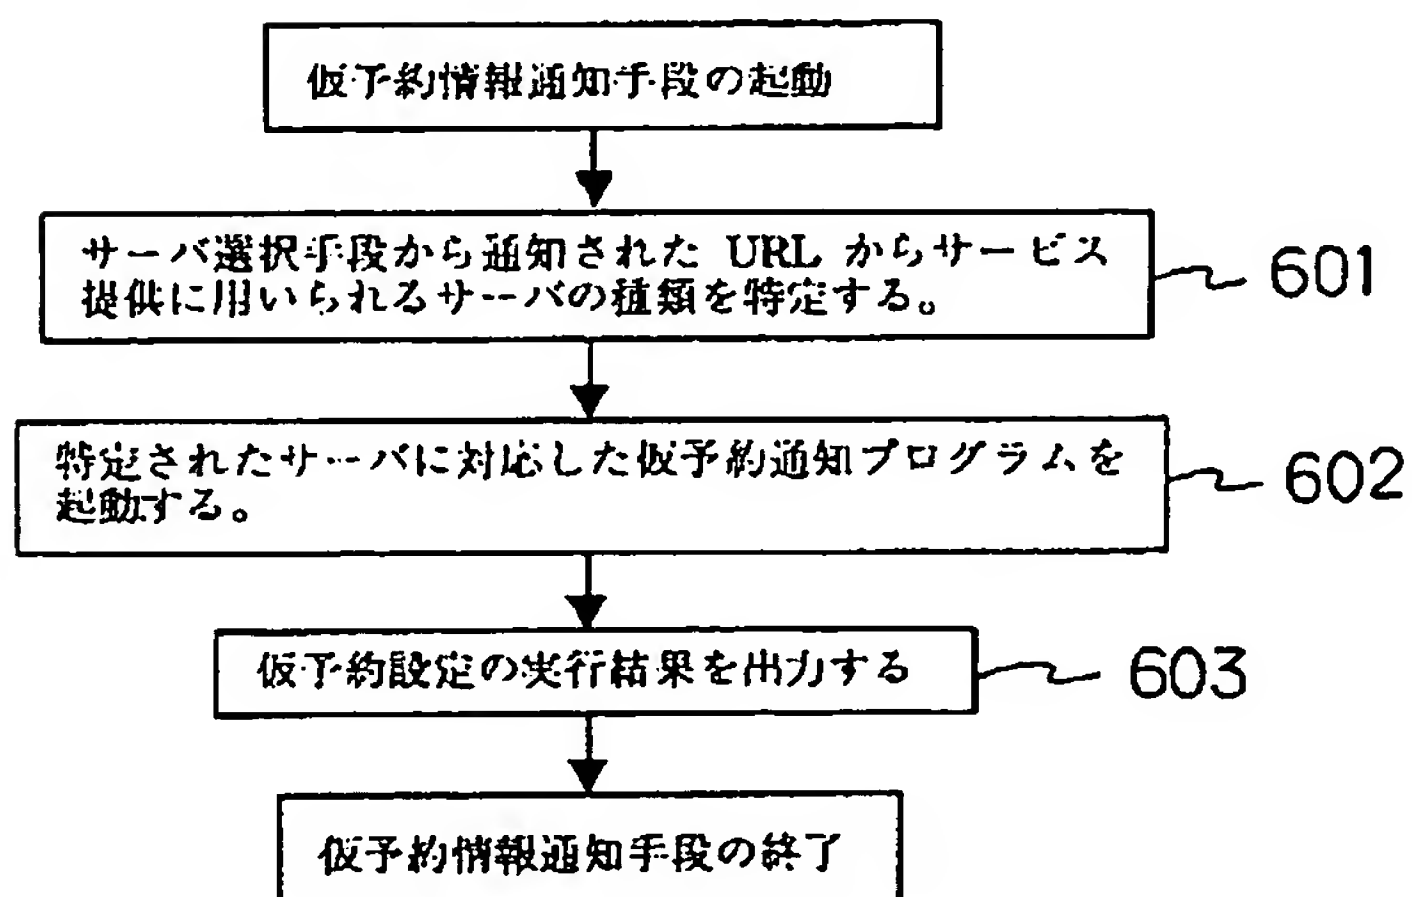 仮予約情報通知手段の起動
サーバ選択手段から通知された URL からサービス
提供に用いられるサーバの種類を特定する。
601
特定されたサーバに対応した仮予約通知プログラムを
起動する。
602
仮予約設定の実行結果を出力する
603
仮予約情報通知手段の終了